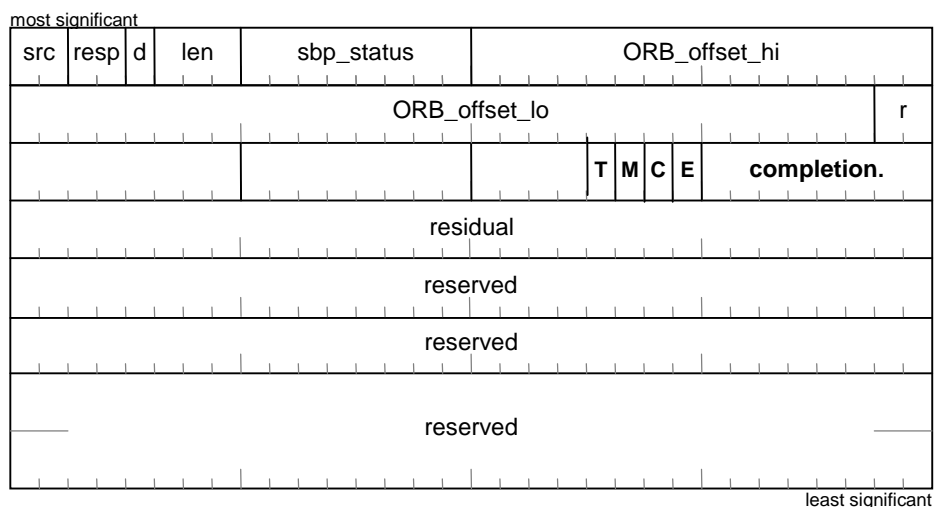 most significant
src resp d len sbp_status ORB_offset_hi
ORB_offset_lo r
T M C E completion.
residual
reserved
reserved
reserved
least significant